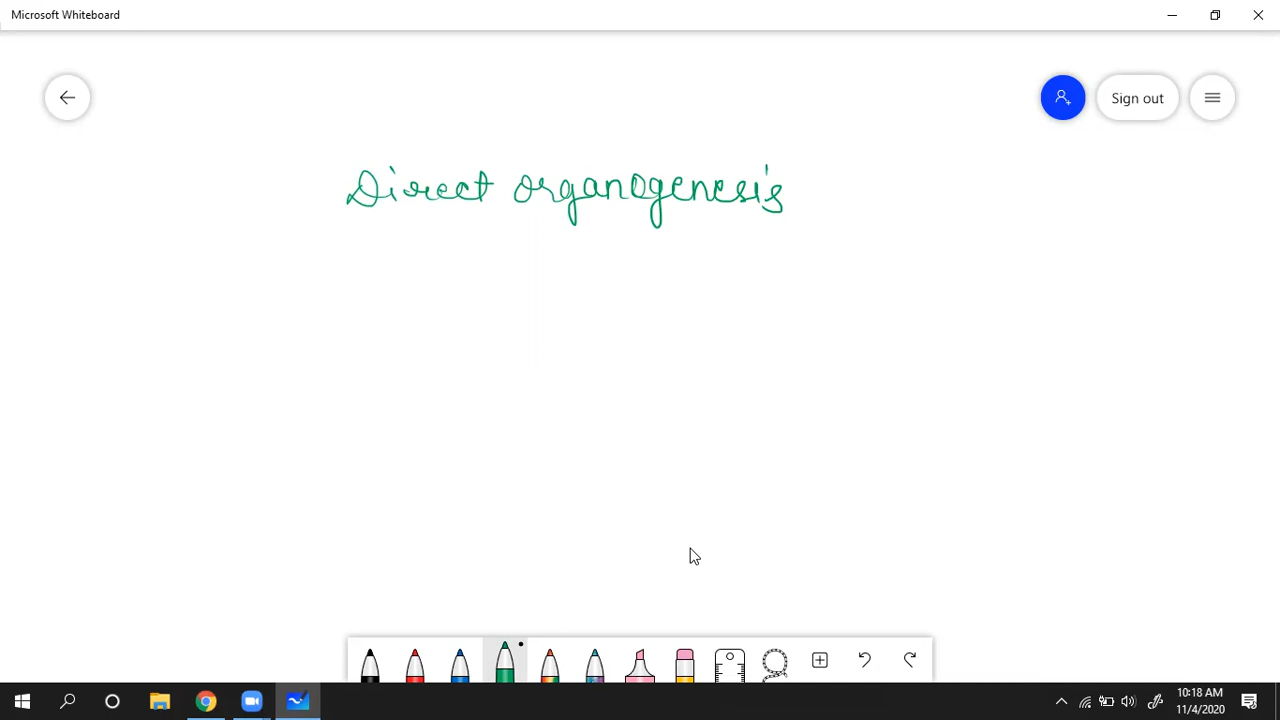 Microsoft Whiteboard
Sign out
Direct organogenesis
10:18 AM
11/4/2020